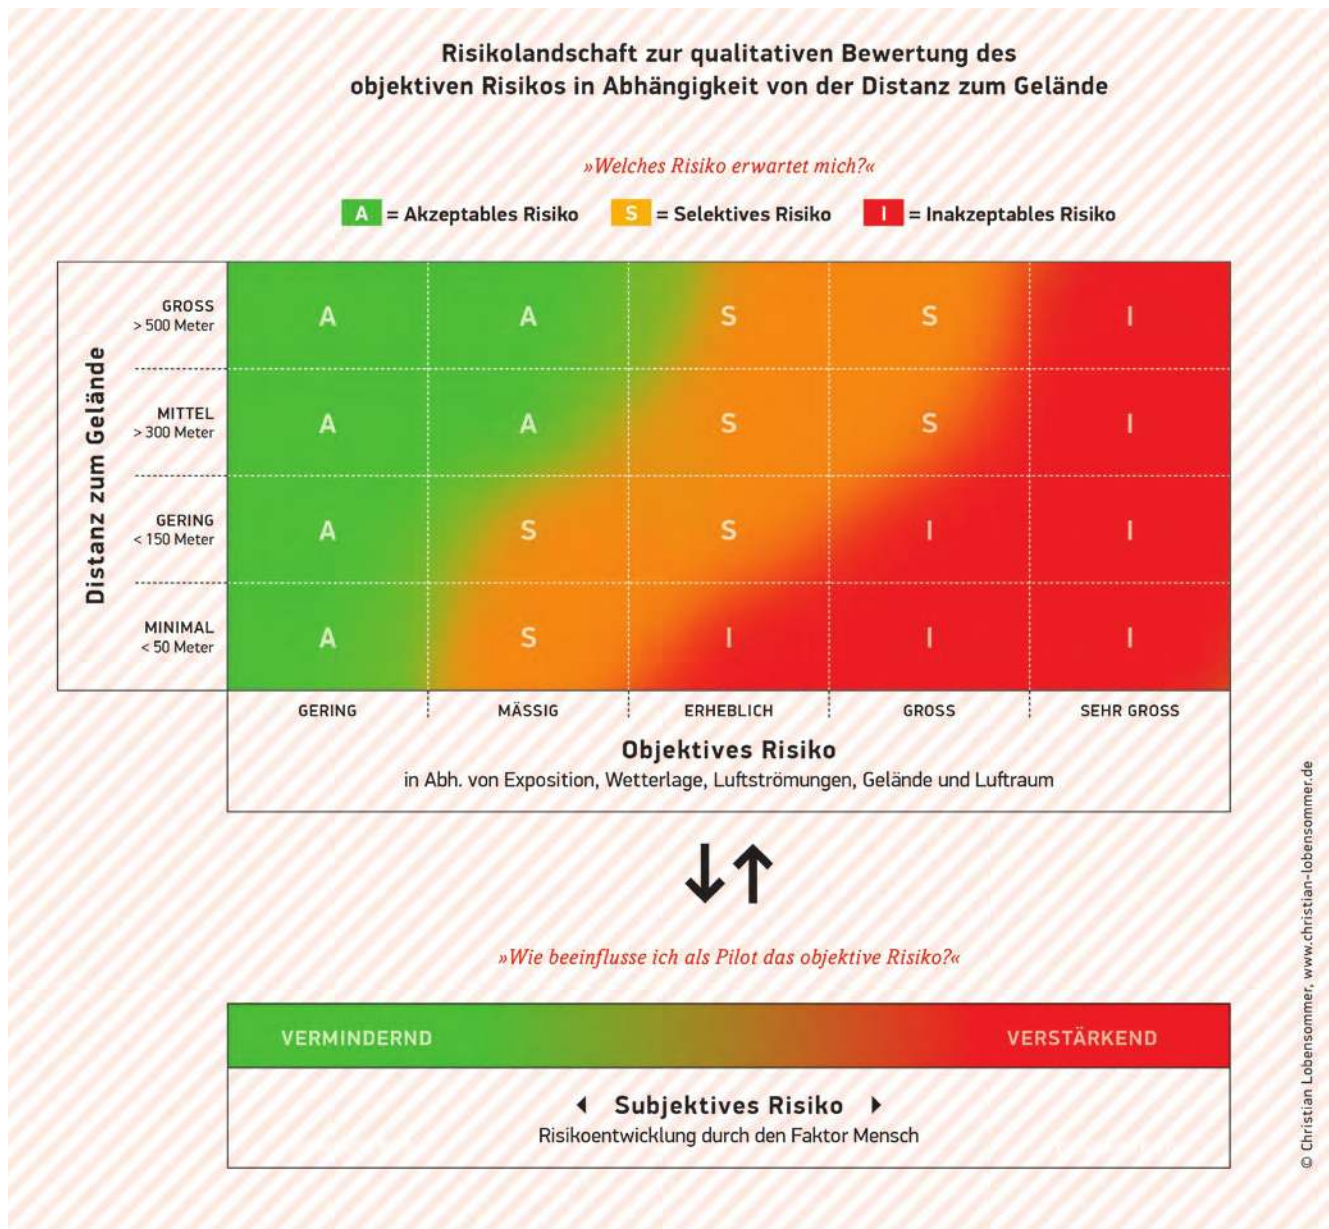 Risikolandschaft zur qualitativen Bewertung des
objektiven Risikos in Abhängigkeit von der Distanz zum Gelände
»Welches Risiko erwartet mich?«
A = Akzeptables Risiko S = Selektives Risiko I = Inakzeptables Risiko
Distanz zum Gelände
GROSS
> 500 Meter
A A S S I
MITTEL
> 300 Meter
A A S S I
GERING
< 150 Meter
A S S I I
MINIMAL
< 50 Meter
A S I I I
GERING MÄSSIG ERHEBLICH GROSS SEHR GROSS
Objektives Risiko
in Abh. von Exposition, Wetterlage, Luftströmungen, Gelände und Luftraum
»Wie beeinflusse ich als Pilot das objektive Risiko?«
VERMINDERND VERSTÄRKEND
Subjektives Risiko
Risikoentwicklung durch den Faktor Mensch
© Christian Lobensommer, www.christian-lobensommer.de